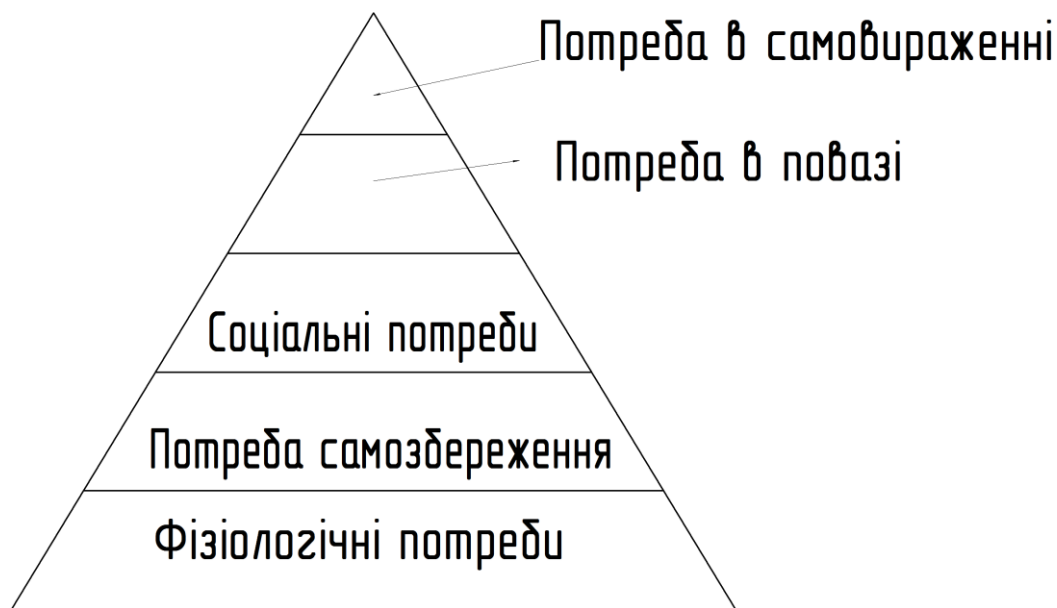 Потреба в самовираженні
Потреба в повазі
Соціальні потреби
Потреба самозбереження
Фізіологічні потреби